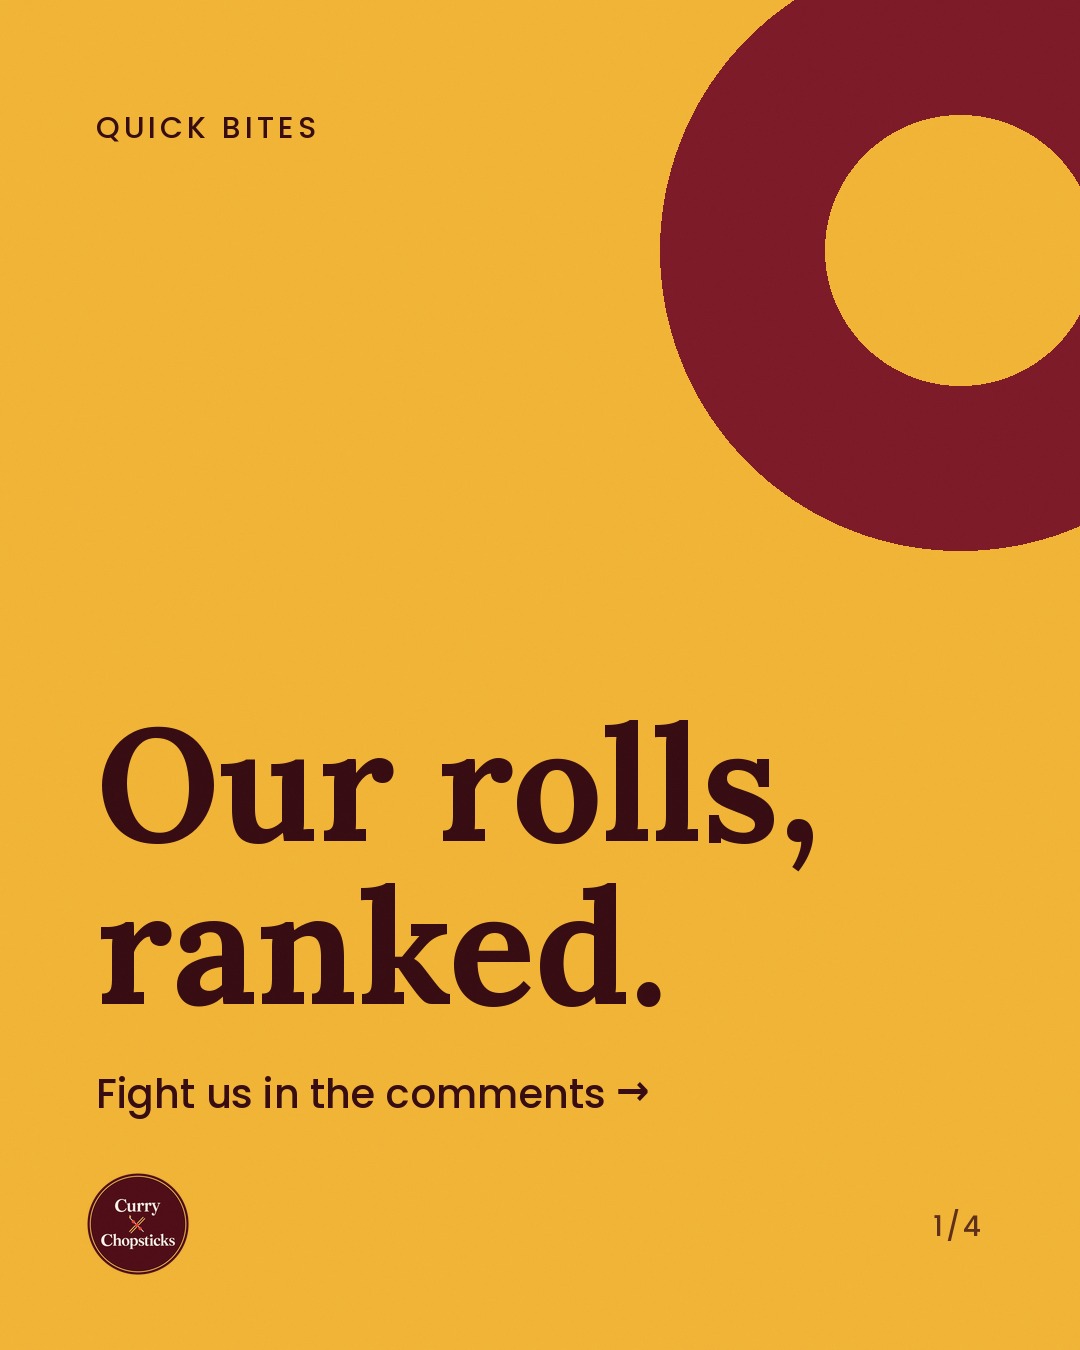 QUICK BITES
Our rolls,
ranked.
Fight us in the comments →
Curry
Chopsticks
1/4